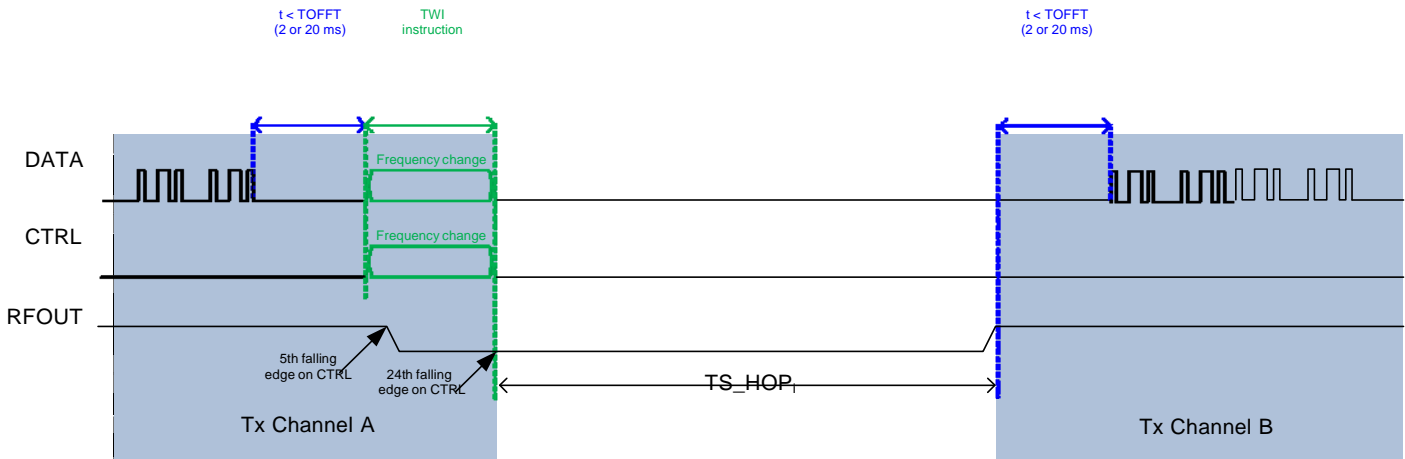 t < TOFFT
(2 or 20 ms)
TWI
instruction
t < TOFFT
(2 or 20 ms)
DATA
Frequency change
CTRL
Frequency change
RFOUT
5th falling
edge on CTRL
24th falling
edge on CTRL
TS_HOP
Tx Channel A
Tx Channel B